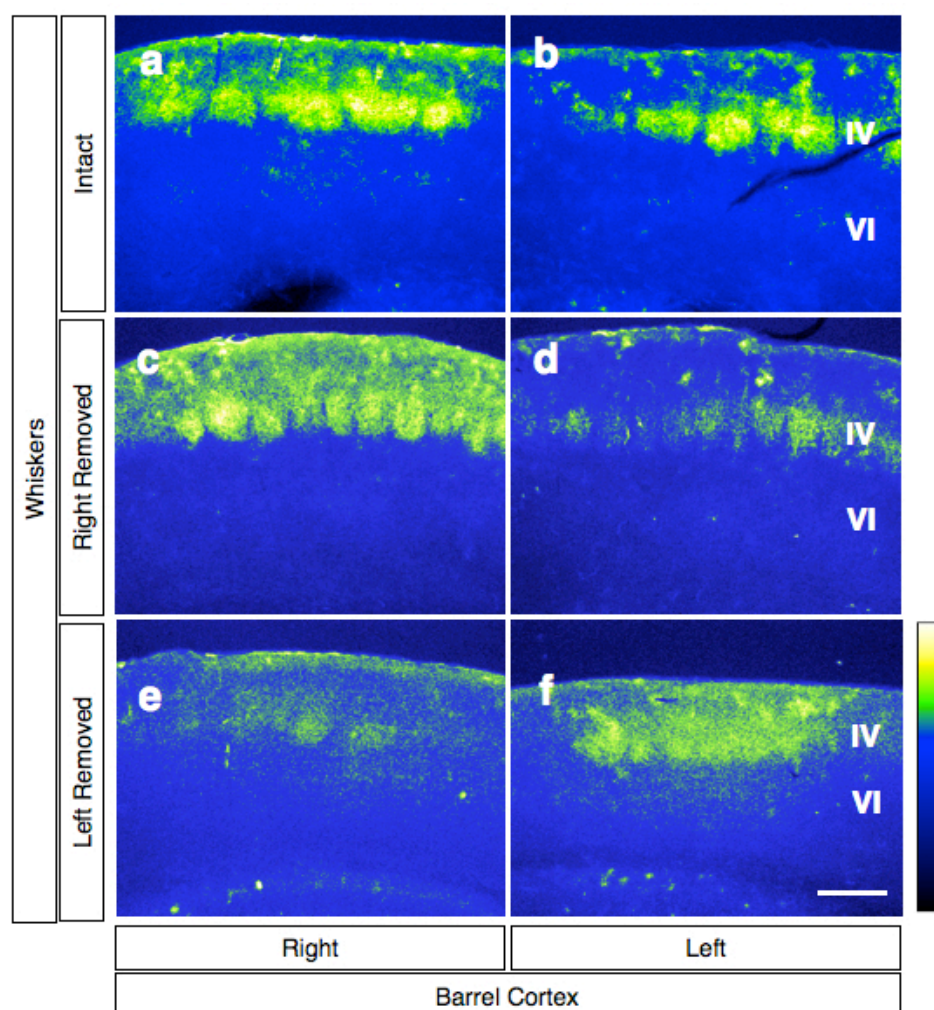 Whiskers
Intact
a
b
IV
VI
Right Removed
c
d
IV
VI
Left Removed
e
f
IV
VI
Right
Left
Barrel Cortex